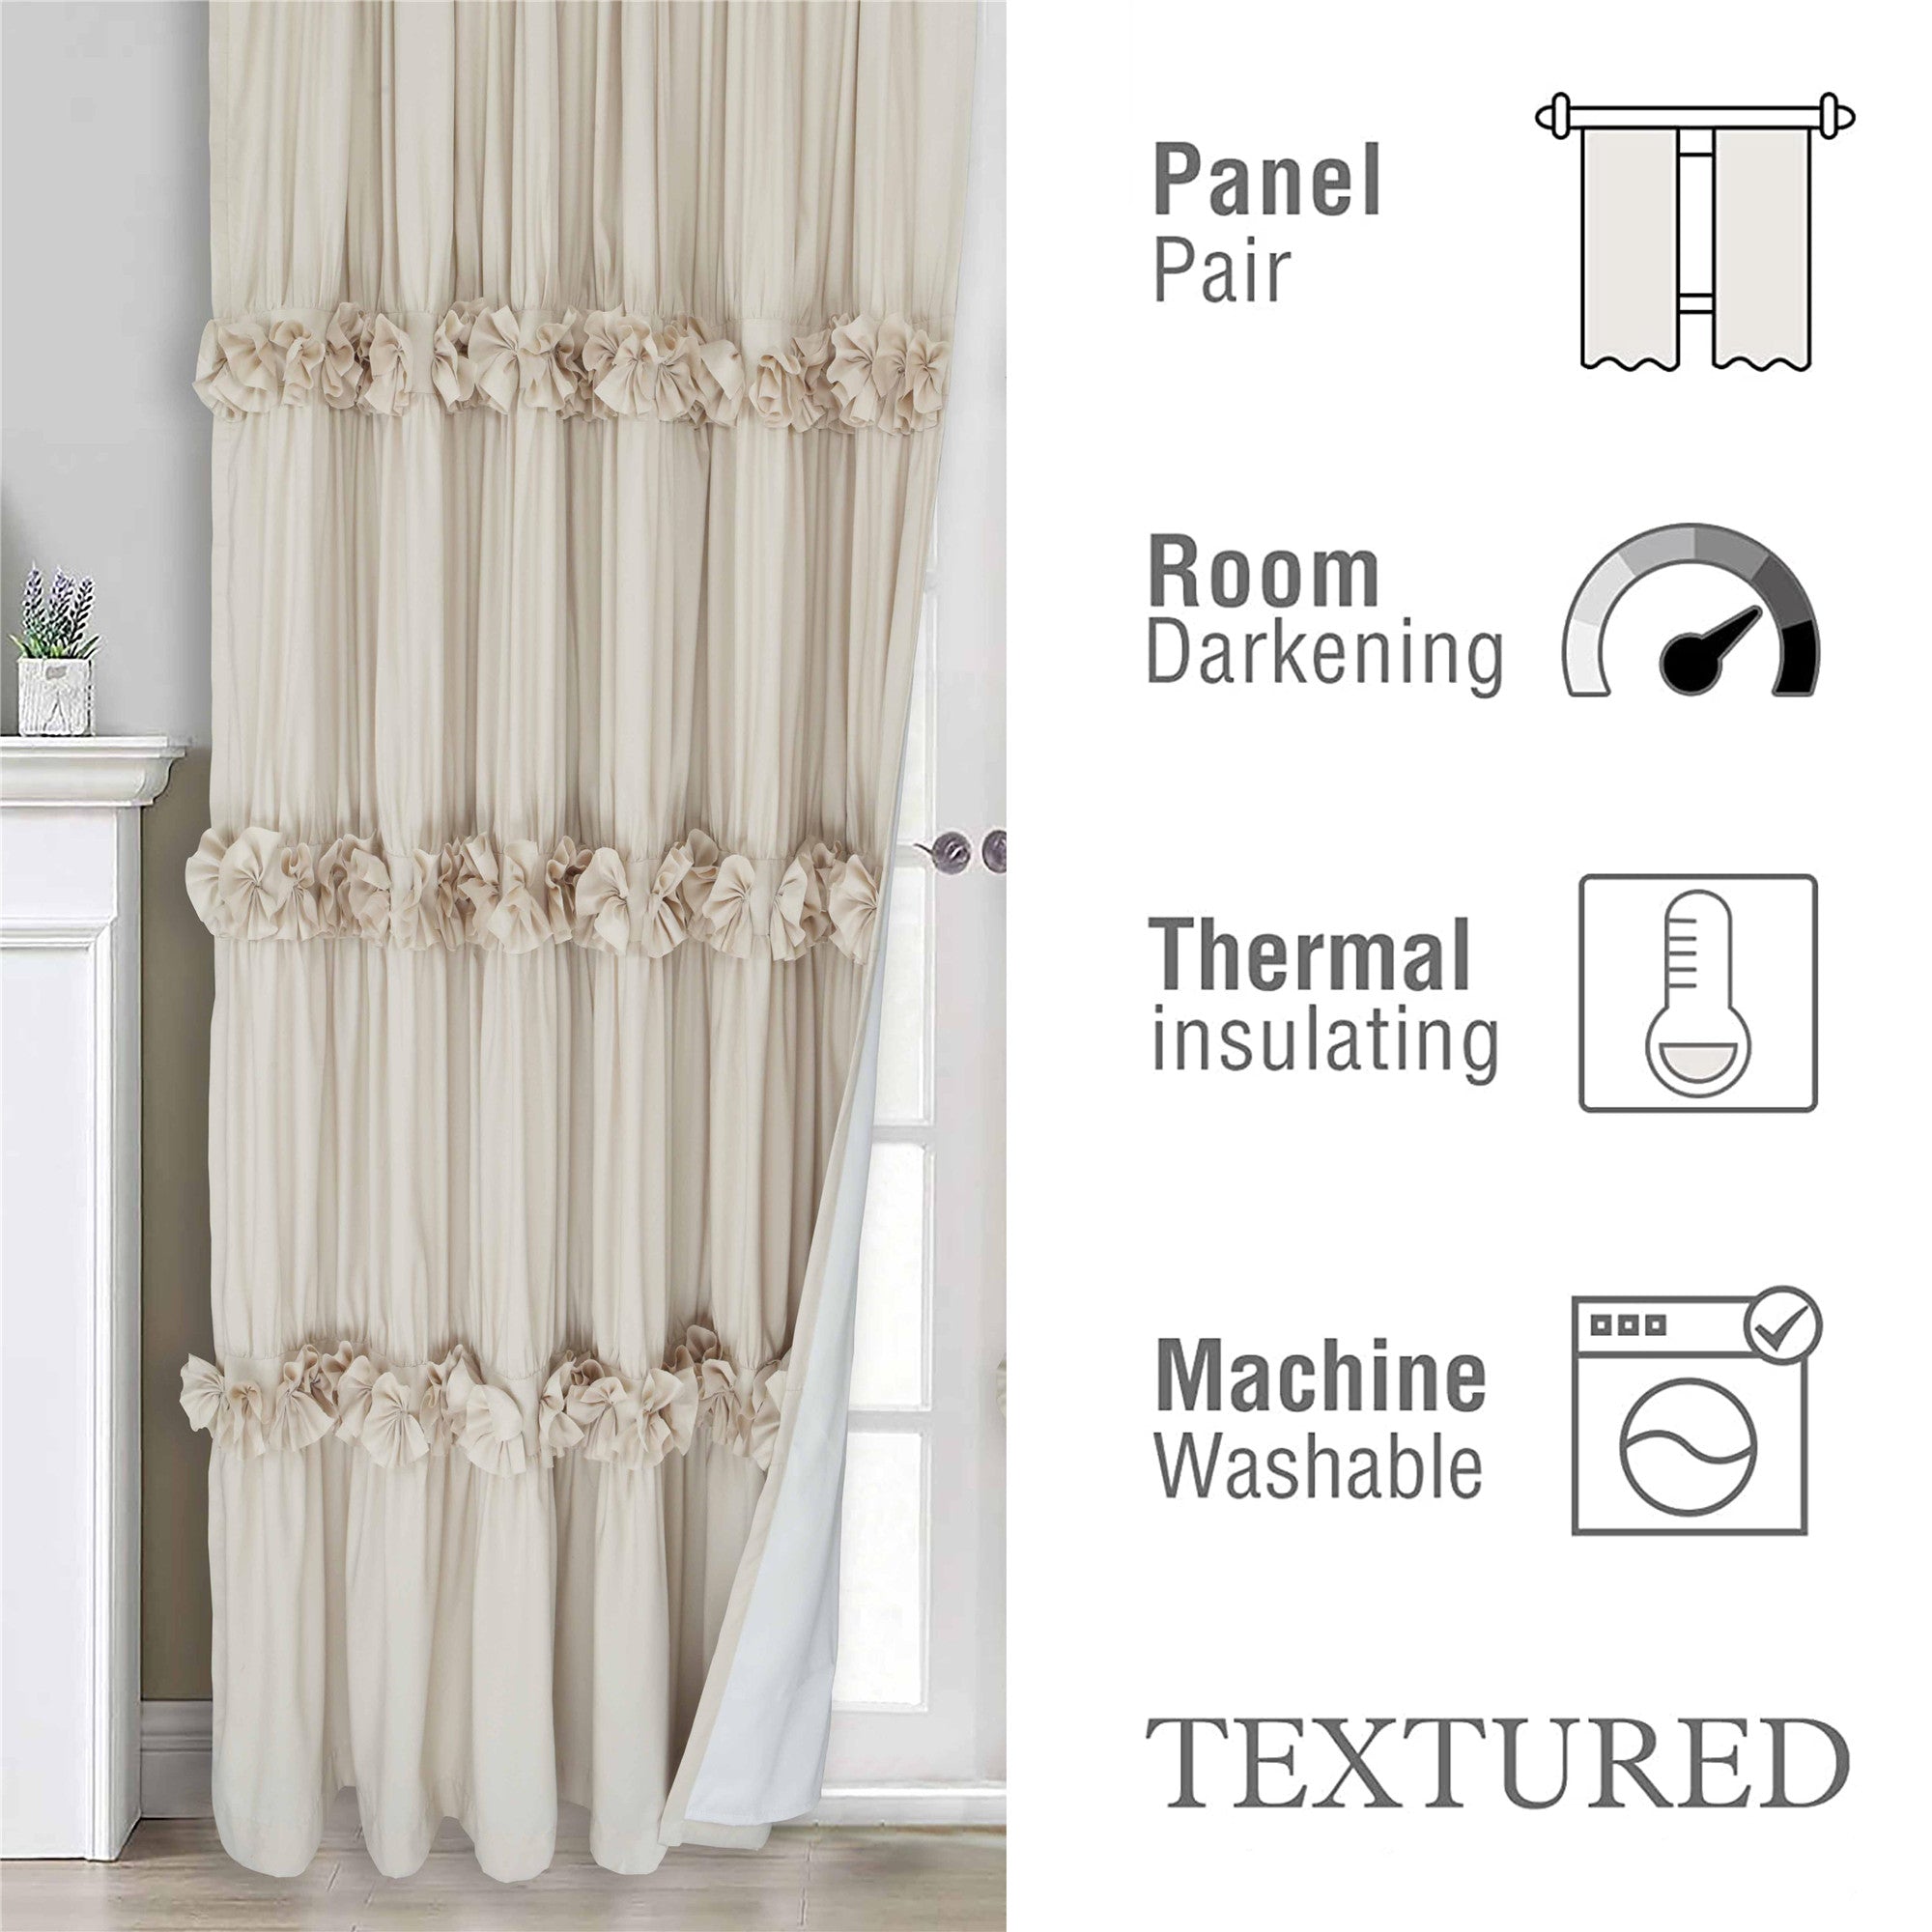 Panel
Pair
Room
Darkening
Thermal
insulating
Machine
Washable
TEXTURED